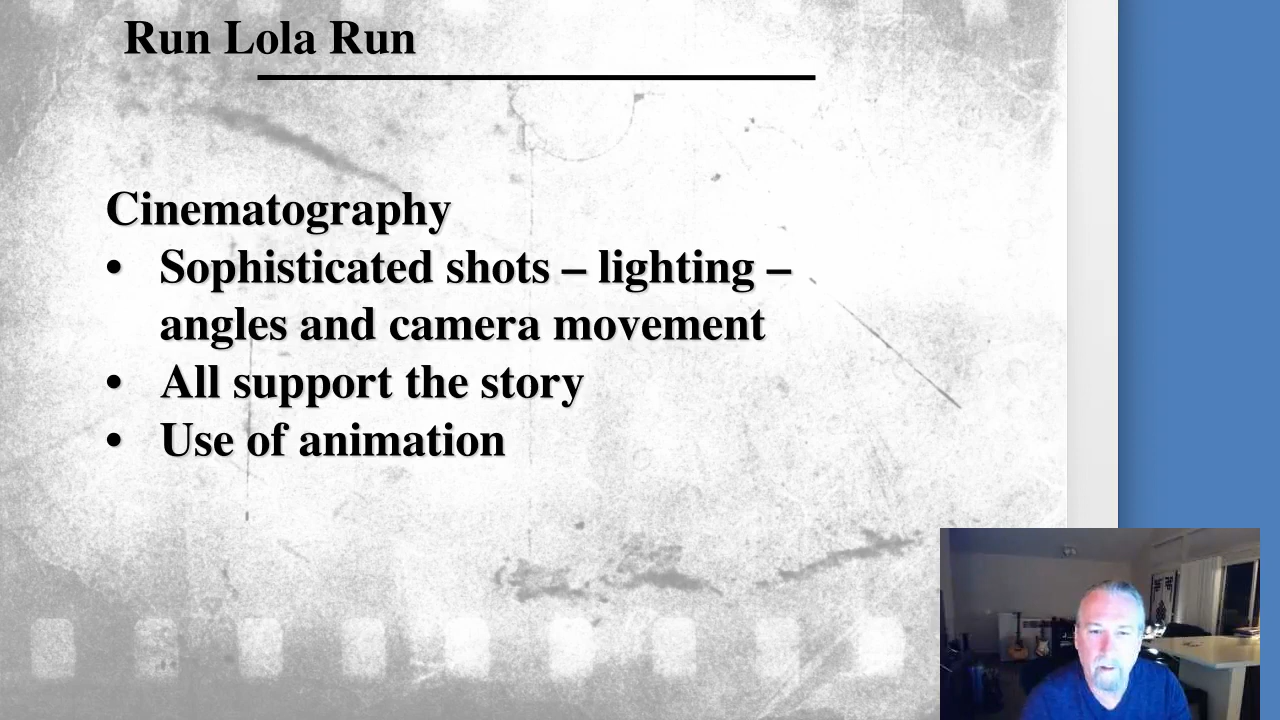 Run Lola Run
Cinematography
• Sophisticated shots – lighting –
angles and camera movement
• All support the story
• Use of animation